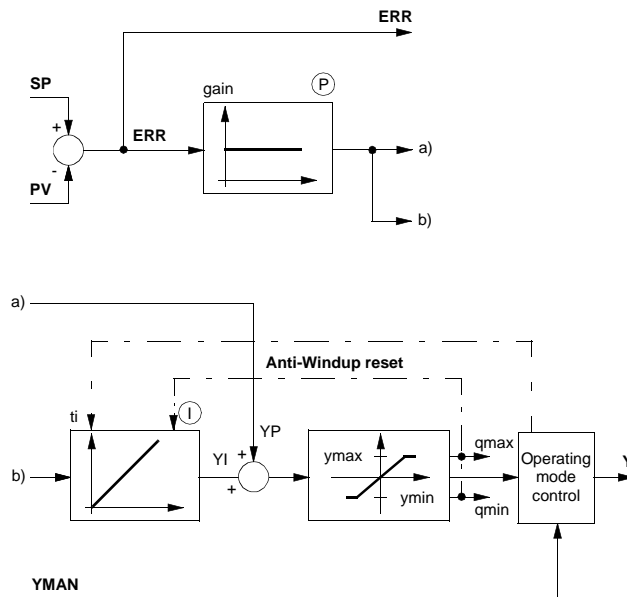 ERR
SP
gain
P
+
ERR
a)
-
PV
b)
a)
Anti-Windup reset
ti
I
YP
qmax
YI
+
ymax
Operating
mode
control
Y
b)
+
ymin
qmin
YMAN